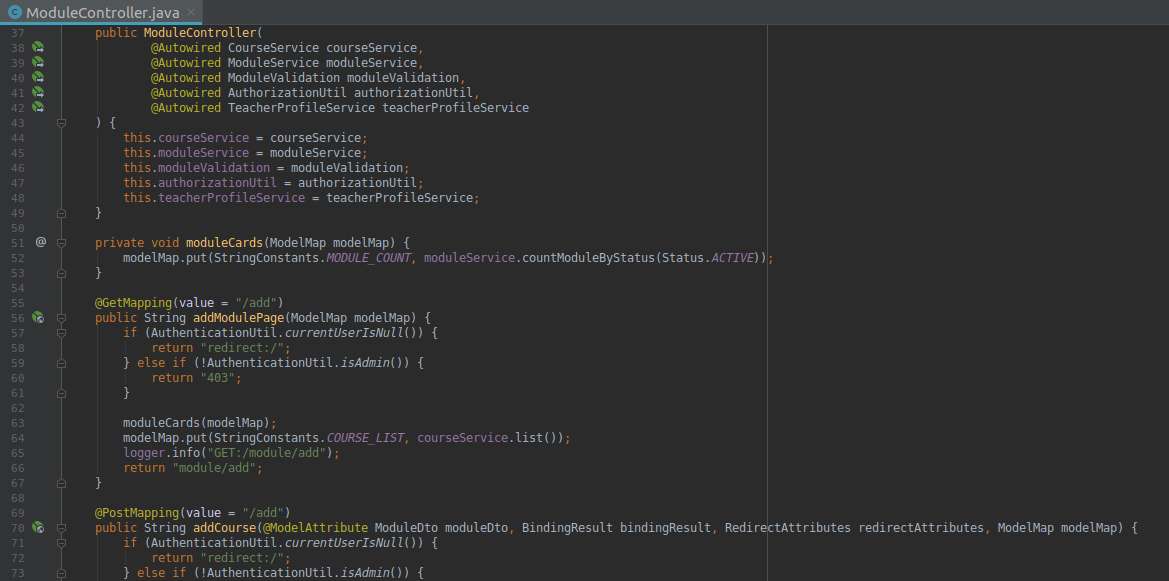 ModuleController.java
37 public ModuleController(
38 @Autowired CourseService courseService,
39 @Autowired ModuleService moduleService,
40 @Autowired ModuleValidation moduleValidation,
41 @Autowired AuthorizationUtil authorizationUtil,
42 @Autowired TeacherProfileService teacherProfileService
43 ) {
44 this.courseService = courseService;
45 this.moduleService = moduleService;
46 this.moduleValidation = moduleValidation;
47 this.authorizationUtil = authorizationUtil;
48 this.teacherProfileService = teacherProfileService;
49 }
50
51 @ private void moduleCards(ModelMap modelMap) {
52 modelMap.put(StringConstants.MODULE_COUNT, moduleService.countModuleByStatus(Status.ACTIVE));
53 }
54
55 @GetMapping(value = "/add")
56 public String addModulePage(ModelMap modelMap) {
57 if (AuthenticationUtil.currentUserIsNull()) {
58 return "redirect:/";
59 } else if (!AuthenticationUtil.isAdmin()) {
60 return "403";
61 }
62
63 moduleCards(modelMap);
64 modelMap.put(StringConstants.COURSE_LIST, courseService.list());
65 logger.info("GET:/module/add");
66 return "module/add";
67 }
68
69 @PostMapping(value = "/add")
70 public String addCourse(@ModelAttribute ModuleDto moduleDto, BindingResult bindingResult, RedirectAttributes redirectAttributes, ModelMap modelMap) {
71 if (AuthenticationUtil.currentUserIsNull()) {
72 return "redirect:/";
73 } else if (!AuthenticationUtil.isAdmin()) {